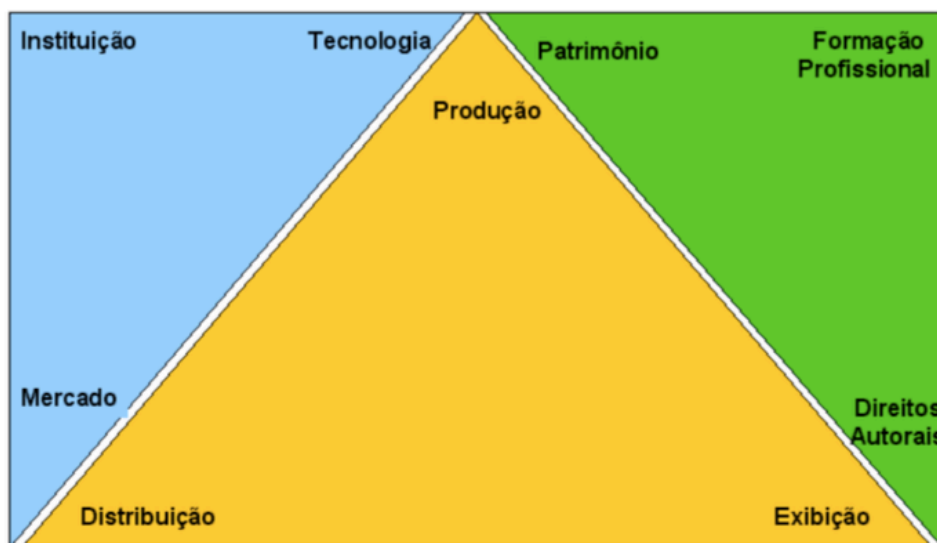 Instituição
Tecnologia
Patrimônio
Formação
Profissional
Produção
Mercado
Direitos
Autorais
Distribuição
Exibição